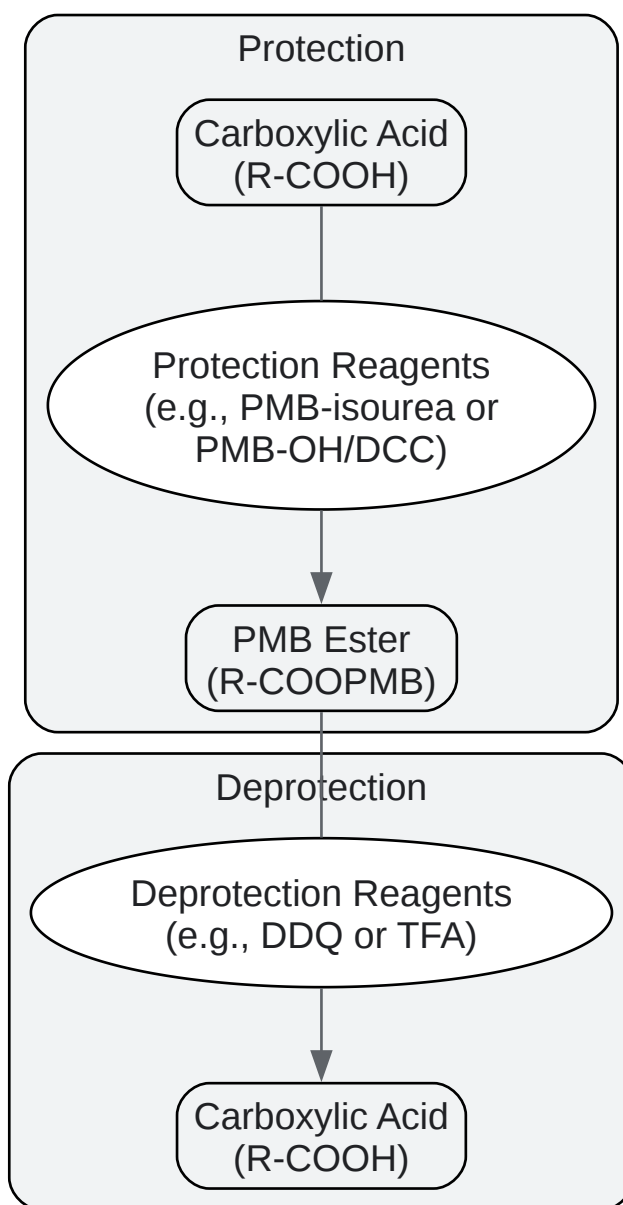 Protection
Carboxylic Acid
(R-COOH)
Protection Reagents
(e.g., PMB-isourea or
PMB-OH/DCC)
PMB Ester
(R-COOPMB)
Deprotection
Deprotection Reagents
(e.g., DDQ or TFA)
Carboxylic Acid
(R-COOH)